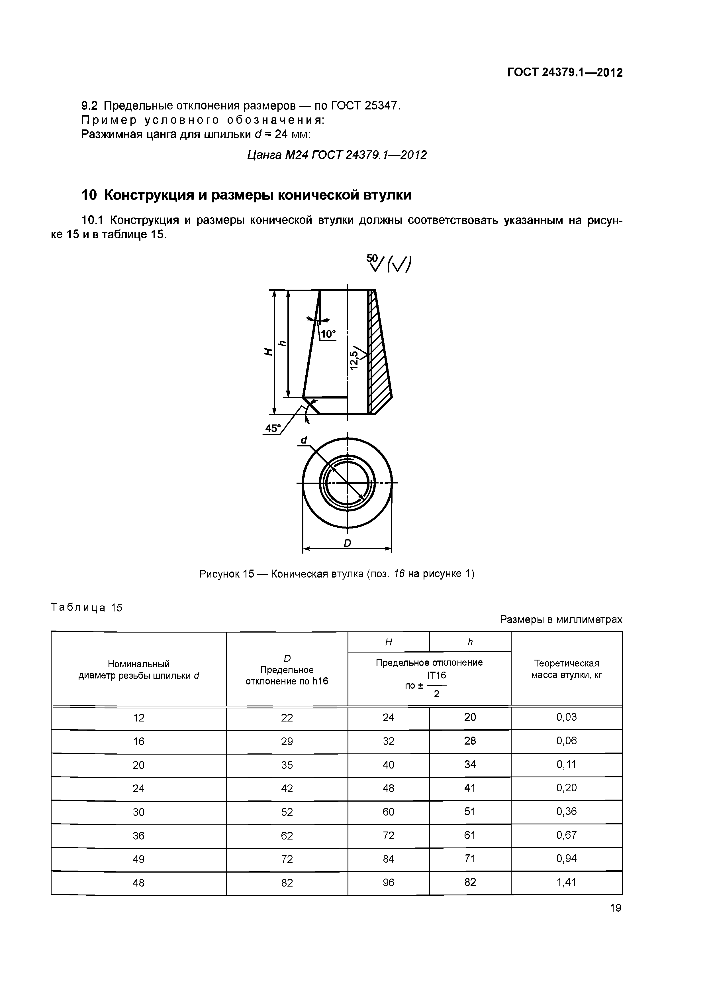 ГОСТ 24379.1—2012
9.2 Предельные отклонения размеров — по ГОСТ 25347.
Пример условного обозначения:
Разжимная цанга для шпильки d = 24 мм:
Цанга М24 ГОСТ 24379.1—2012
10 Конструкция и размеры конической втулки
10.1 Конструкция и размеры конической втулки должны соответствовать указанным на рисун-
ке 15 и в таблице 15.
50 (√)
H
h
10°
12,5
45°
d
D
Рисунок 15 — Коническая втулка (поз. 16 на рисунке 1)
Таблица 15
Размеры в миллиметрах
Номинальный
диаметр резьбы шпильки d
D
Предельное
отклонение по h16
H h
Предельное отклонение
IT16
по ± ——
2
Теоретическая
масса втулки, кг
12 22 24 20 0,03
16 29 32 28 0,06
20 35 40 34 0,11
24 42 48 41 0,20
30 52 60 51 0,36
36 62 72 61 0,67
49 72 84 71 0,94
48 82 96 82 1,41
19